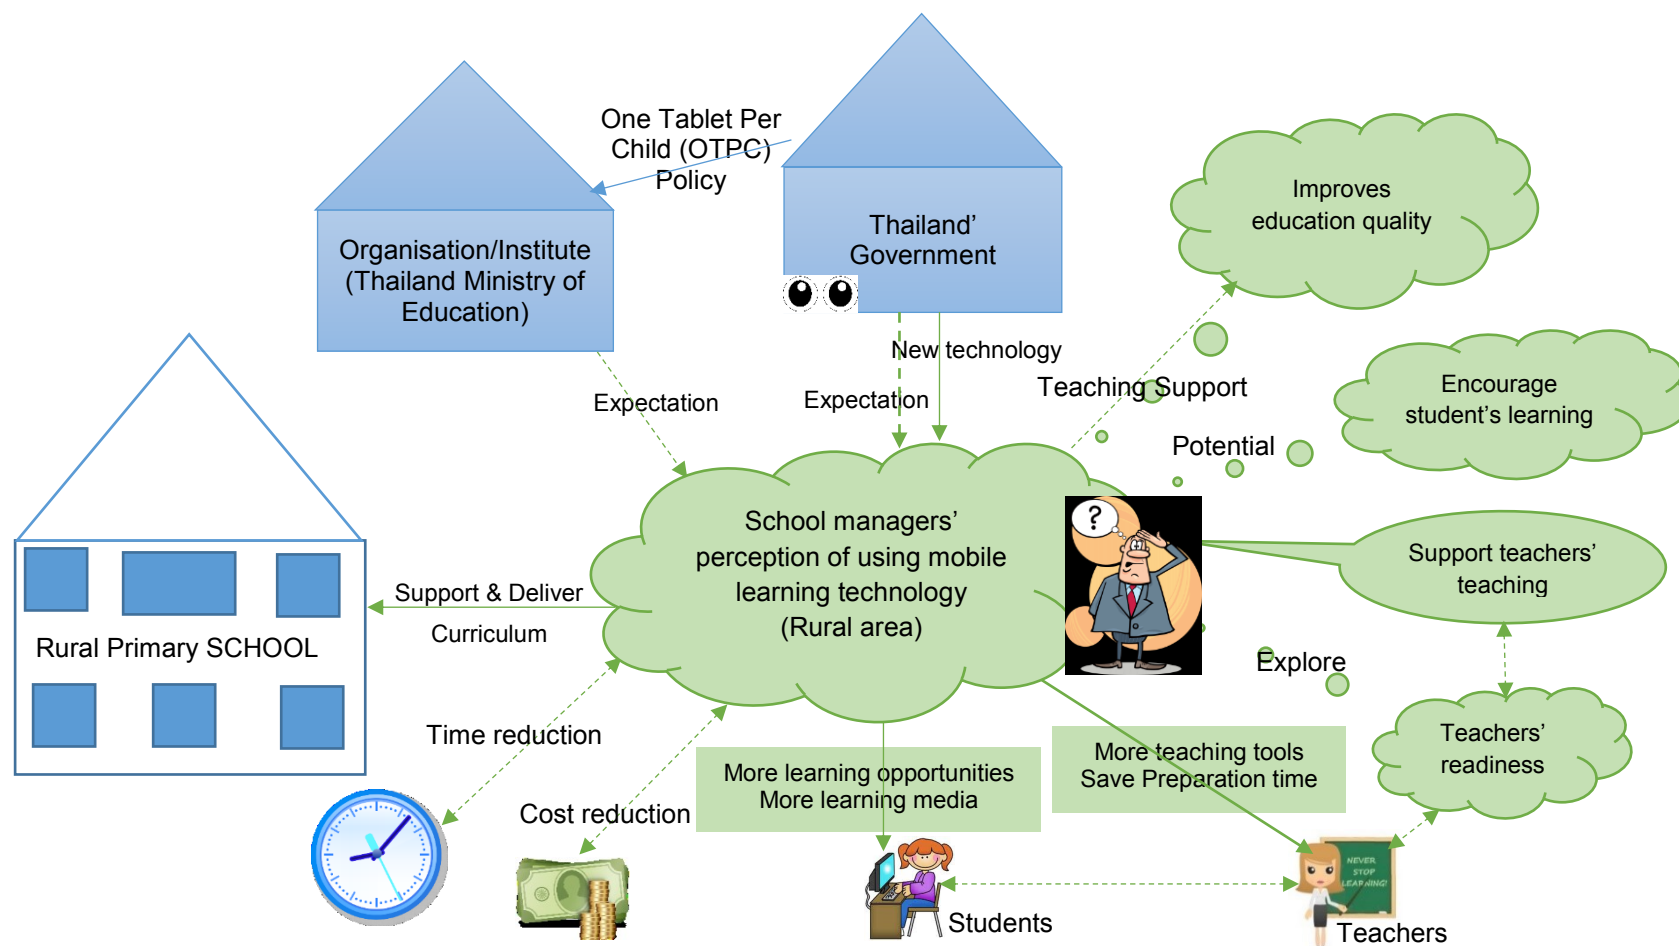 One Tablet Per
Child (OTPC)
Policy
Organisation/Institute
(Thailand Ministry of
Education)
Thailand’
Government
Improves
education quality
New technology
Expectation
Expectation
Teaching Support
Encourage
student’s learning
Potential
School managers’
perception of using mobile
learning technology
(Rural area)
?
Support teachers’
teaching
Support & Deliver
Curriculum
Rural Primary SCHOOL
Explore
Time reduction
Cost reduction
More learning opportunities
More learning media
More teaching tools
Save Preparation time
Teachers’
readiness
NEVER
STOP
LEARNING!
Students
Teachers